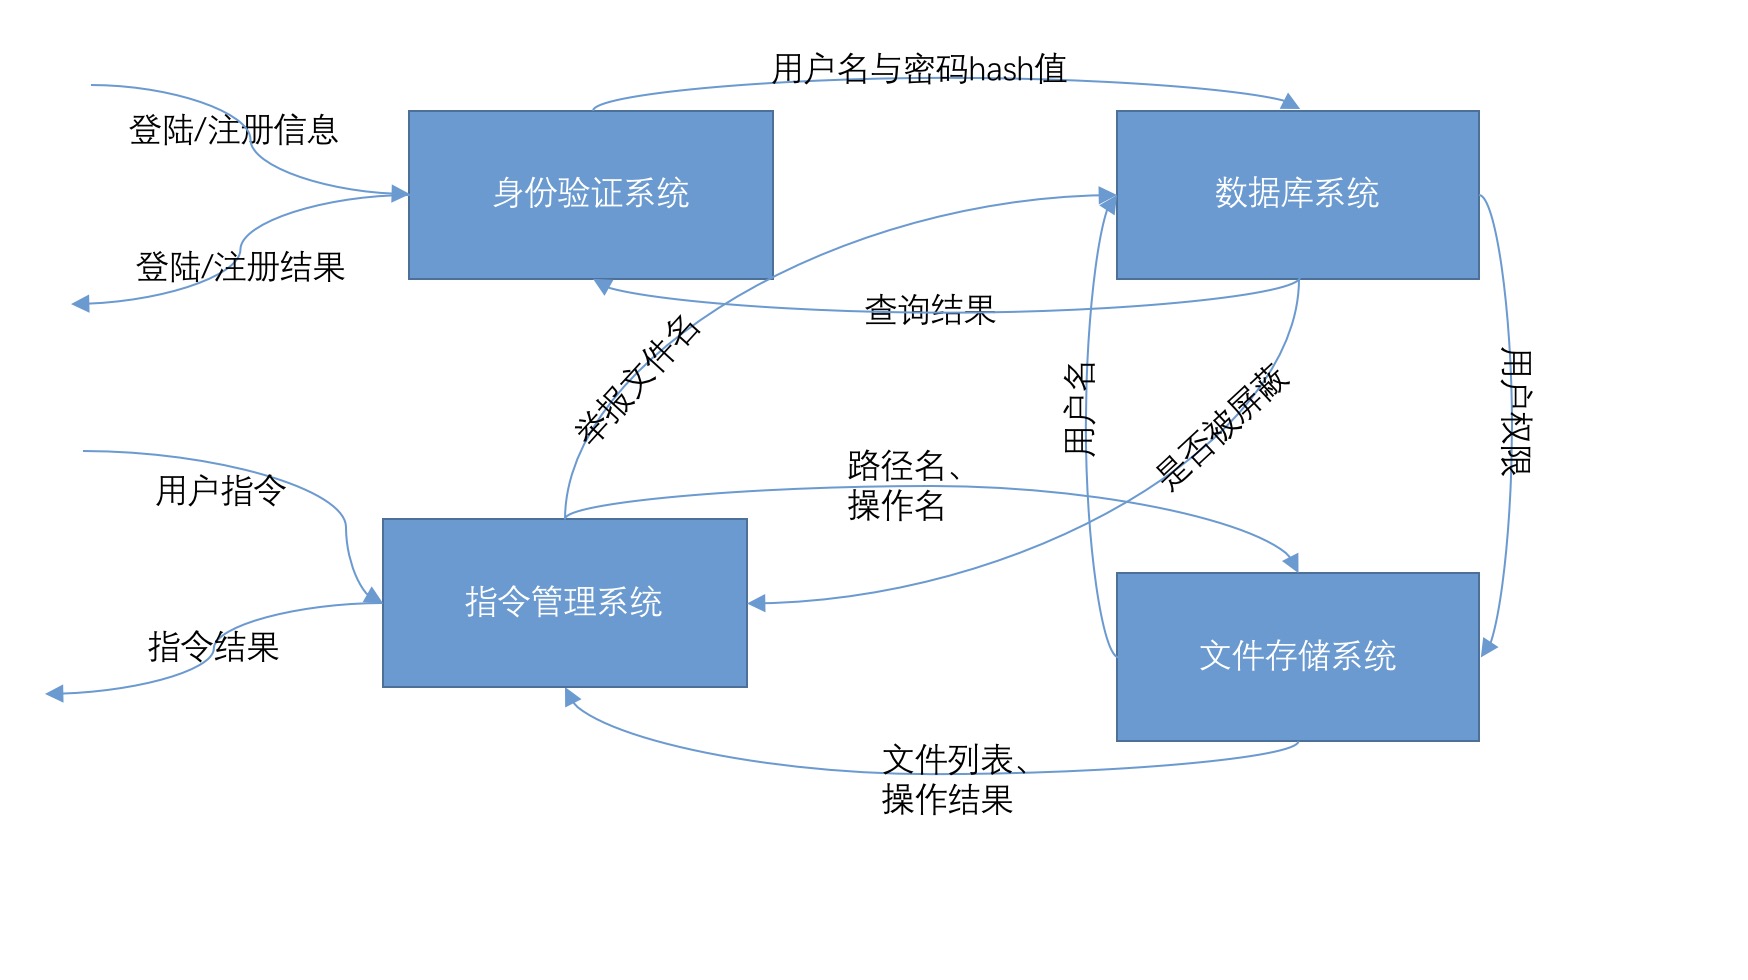 用户名与密码hash值
登陆/注册信息
身份验证系统
数据库系统
登陆/注册结果
查询结果
举报文件名
用户名
是否被屏蔽
用户权限
路径名、
操作名
用户指令
指令管理系统
指令结果
文件存储系统
文件列表、
操作结果